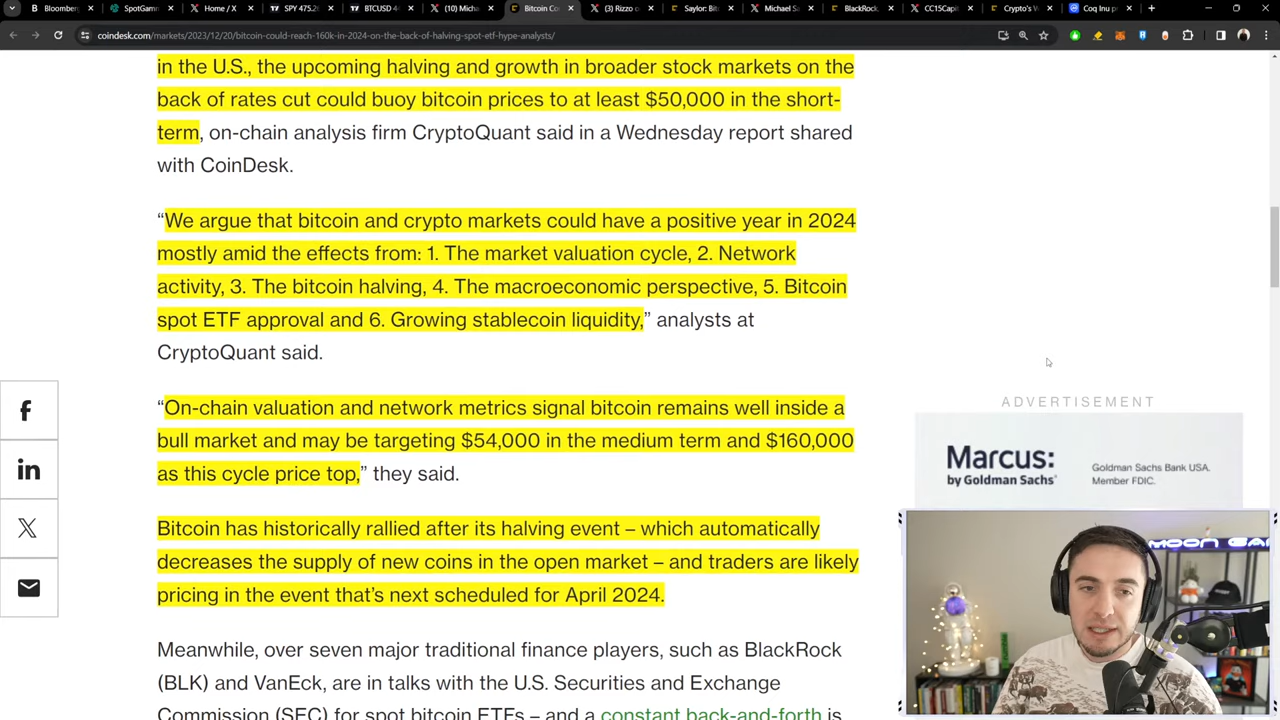 Bloomber
SpotGam
Home / X
SPY 475.2
BTCUSD 4
(10) Micha
Bitcoin Co
(3) Rizzo o
Saylor: Bit
Michael Sa
BlackRock,
CC15Capit
Crypto's V
Coq Inu p
coindesk.com/markets/2023/12/20/bitcoin-could-reach-160k-in-2024-on-the-back-of-halving-spot-etf-hype-analysts/
in the U.S., the upcoming halving and growth in broader stock markets on the
back of rates cut could buoy bitcoin prices to at least $50,000 in the short-
term, on-chain analysis firm CryptoQuant said in a Wednesday report shared
with CoinDesk.
“We argue that bitcoin and crypto markets could have a positive year in 2024
mostly amid the effects from: 1. The market valuation cycle, 2. Network
activity, 3. The bitcoin halving, 4. The macroeconomic perspective, 5. Bitcoin
spot ETF approval and 6. Growing stablecoin liquidity,” analysts at
CryptoQuant said.
“On-chain valuation and network metrics signal bitcoin remains well inside a
bull market and may be targeting $54,000 in the medium term and $160,000
as this cycle price top,” they said.
Bitcoin has historically rallied after its halving event – which automatically
decreases the supply of new coins in the open market – and traders are likely
pricing in the event that’s next scheduled for April 2024.
Meanwhile, over seven major traditional finance players, such as BlackRock
(BLK) and VanEck, are in talks with the U.S. Securities and Exchange
Commission (SEC) for spot bitcoin ETFs – and a constant back-and-forth is
ADVERTISEMENT
Marcus:
by Goldman Sachs®
Goldman Sachs Bank USA.
Member FDIC.